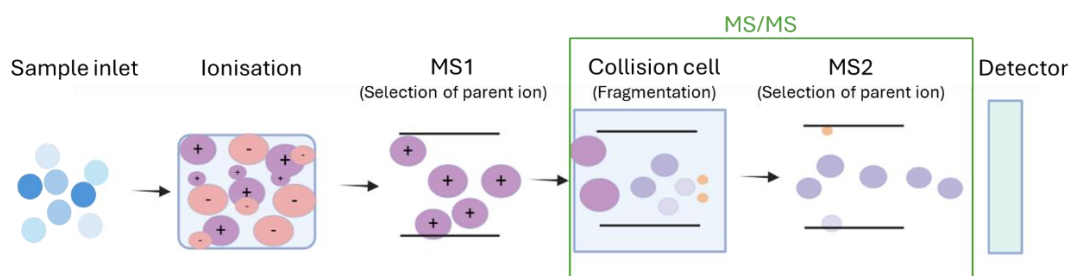 MS/MS
Sample inlet
Ionisation
MS1
(Selection of parent ion)
Collision cell
(Fragmentation)
MS2
(Selection of parent ion)
Detector
+
-
+
-
+
+
+
+
-
-
-
+
-
-
+
+
+
+
+